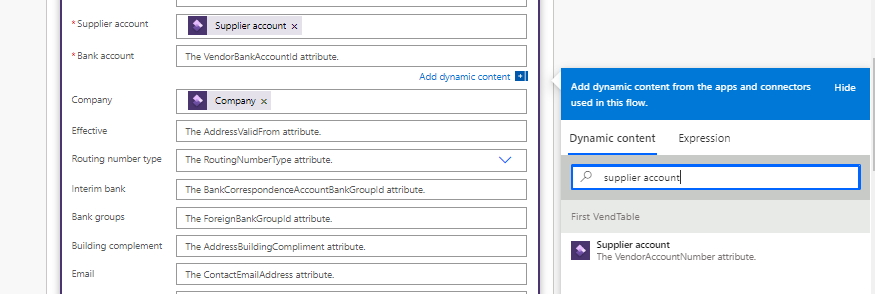 * Supplier account
Supplier account ×
* Bank account
The VendorBankAccountId attribute.
Add dynamic content
Company
Company ×
Effective
The AddressValidFrom attribute.
Routing number type
The RoutingNumberType attribute.
Interim bank
The BankCorrespondenceAccountBankGroupId attribute.
Bank groups
The ForeignBankGroupId attribute.
Building complement
The AddressBuildingCompliment attribute.
Email
The ContactEmailAddress attribute.
Add dynamic content from the apps and connectors
used in this flow.
Hide
Dynamic content
Expression
supplier account
First VendTable
Supplier account
The VendorAccountNumber attribute.